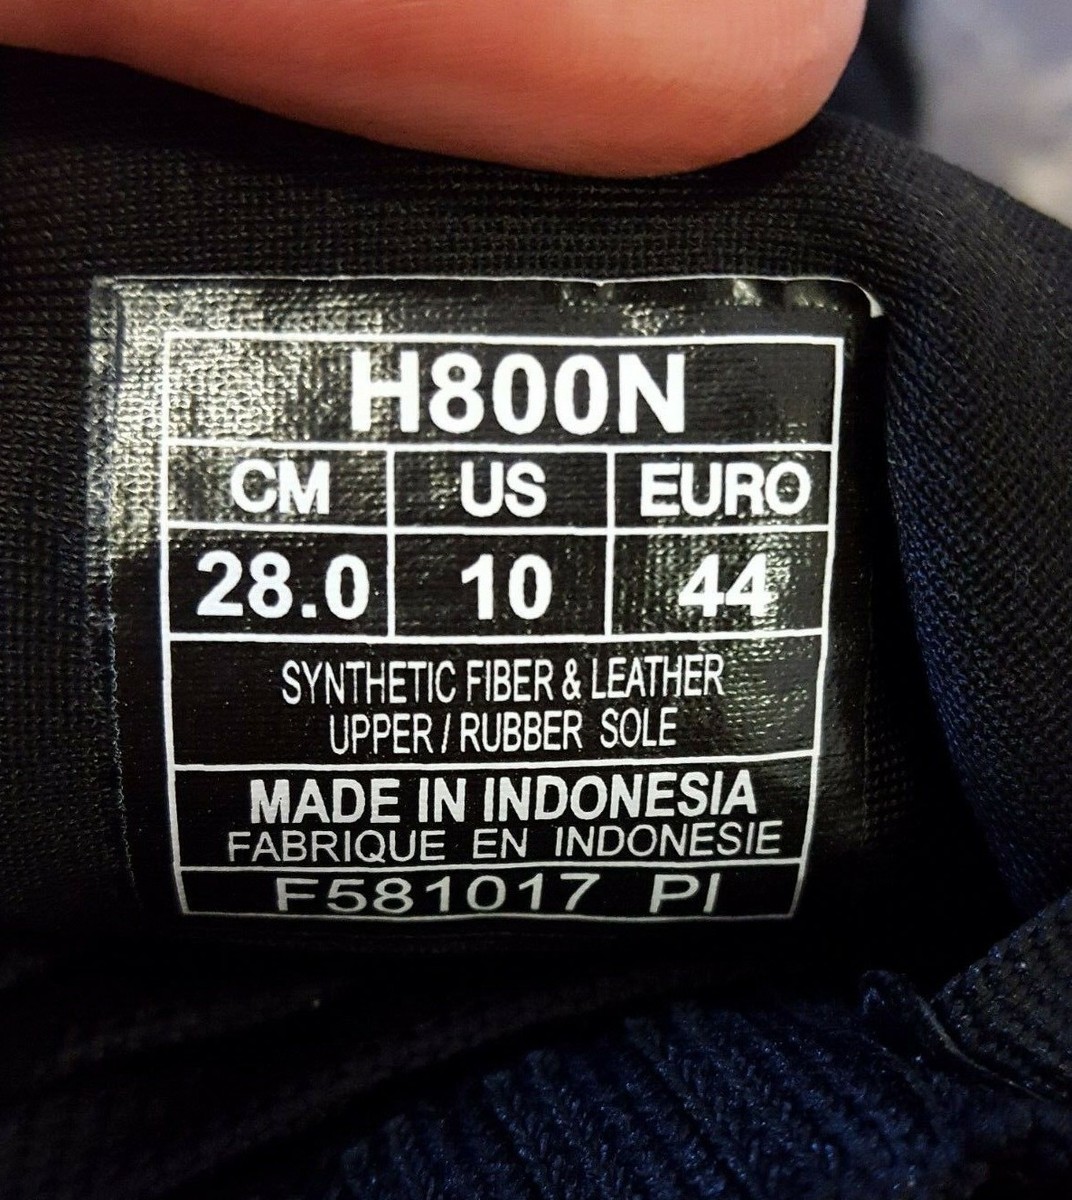 H800N
CM US EURO
28.0 10 44
SYNTHETIC FIBER & LEATHER
UPPER / RUBBER SOLE
MADE IN INDONESIA
FABRIQUE EN INDONESIE
F581017 PI